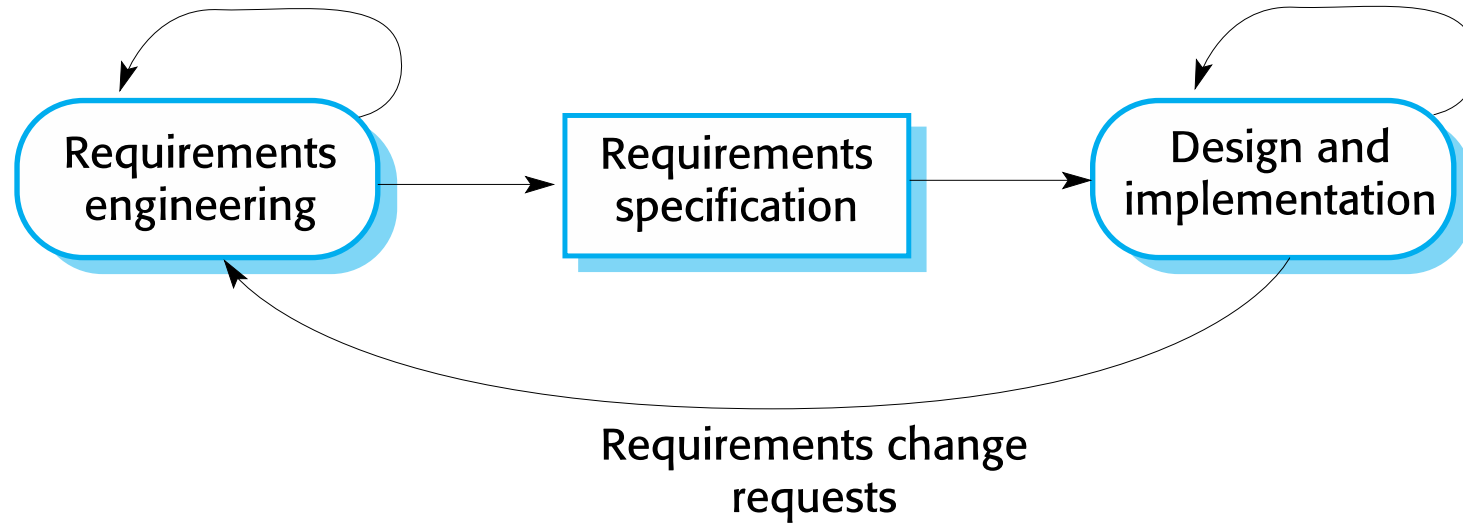 Requirements
engineering
Requirements
specification
Design and
implementation
Requirements change
requests